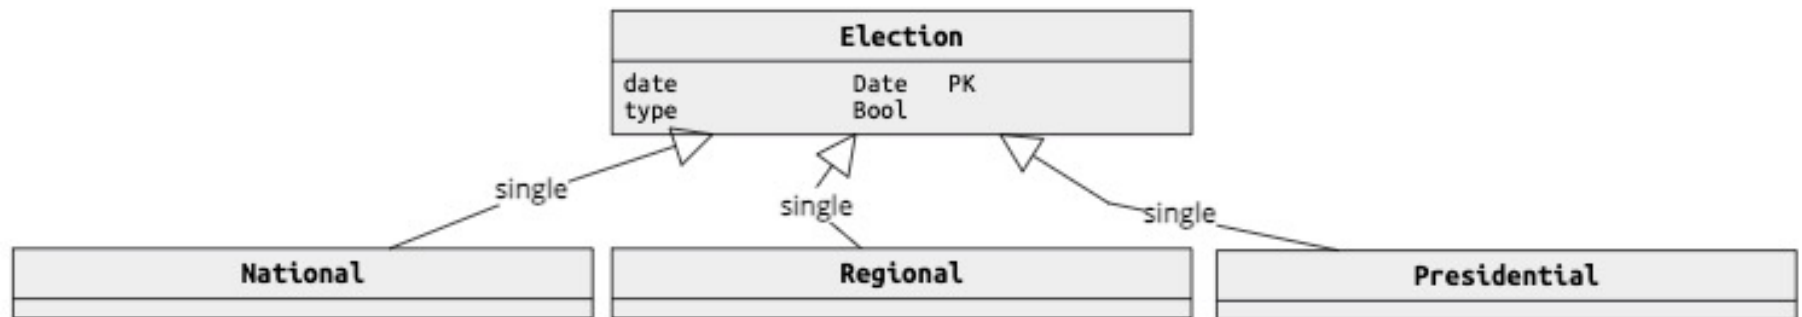 Election
date Date PK
type Bool
single
single
single
National
Regional
Presidential